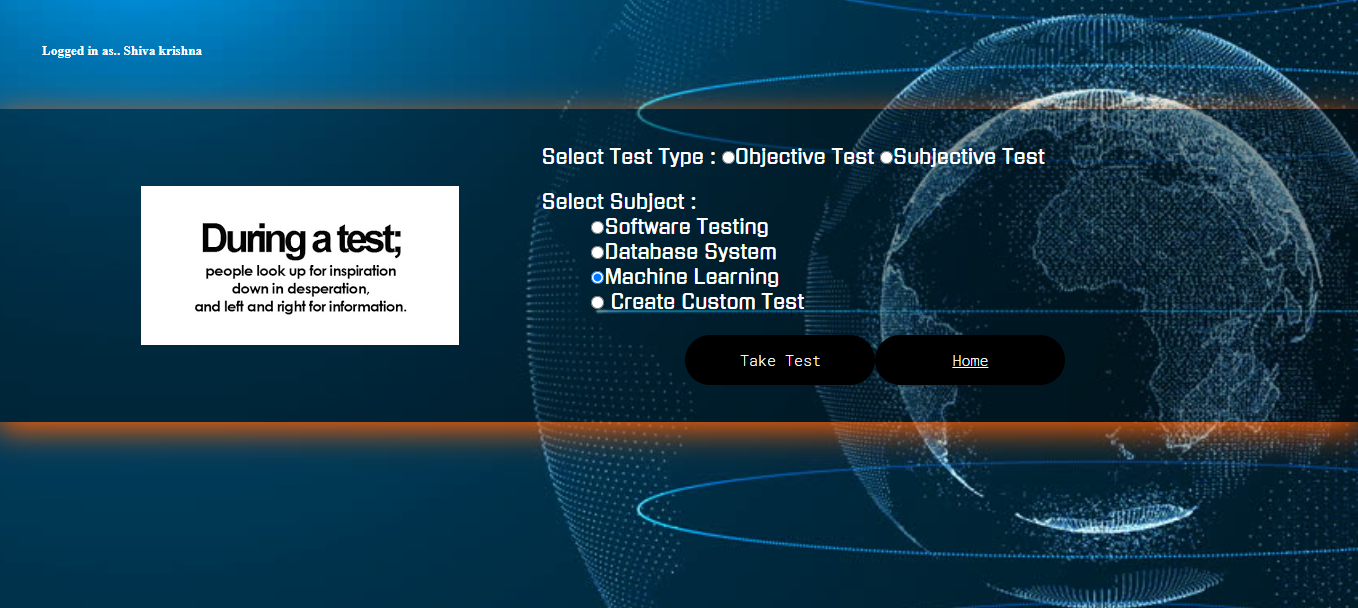 Logged in as.. Shiva krishna
Select Test Type : Objective Test Subjective Test
Select Subject :
Software Testing
Database System
Machine Learning
Create Custom Test
Take Test Home
During a test;
people look up for inspiration
down in desperation,
and left and right for information.